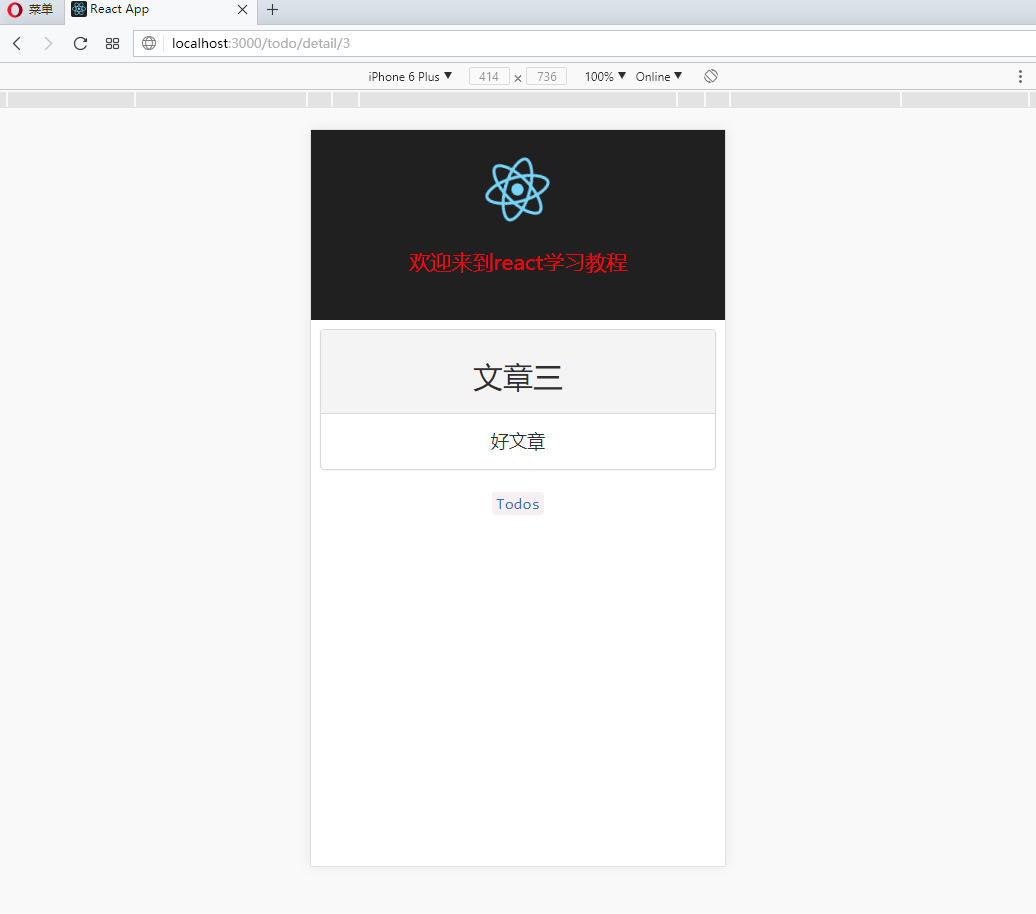 菜单 React App
localhost:3000/todo/detail/3
iPhone 6 Plus ▼ 414 × 736 100% ▼ Online ▼
欢迎来到react学习教程
文章三
好文章
Todos